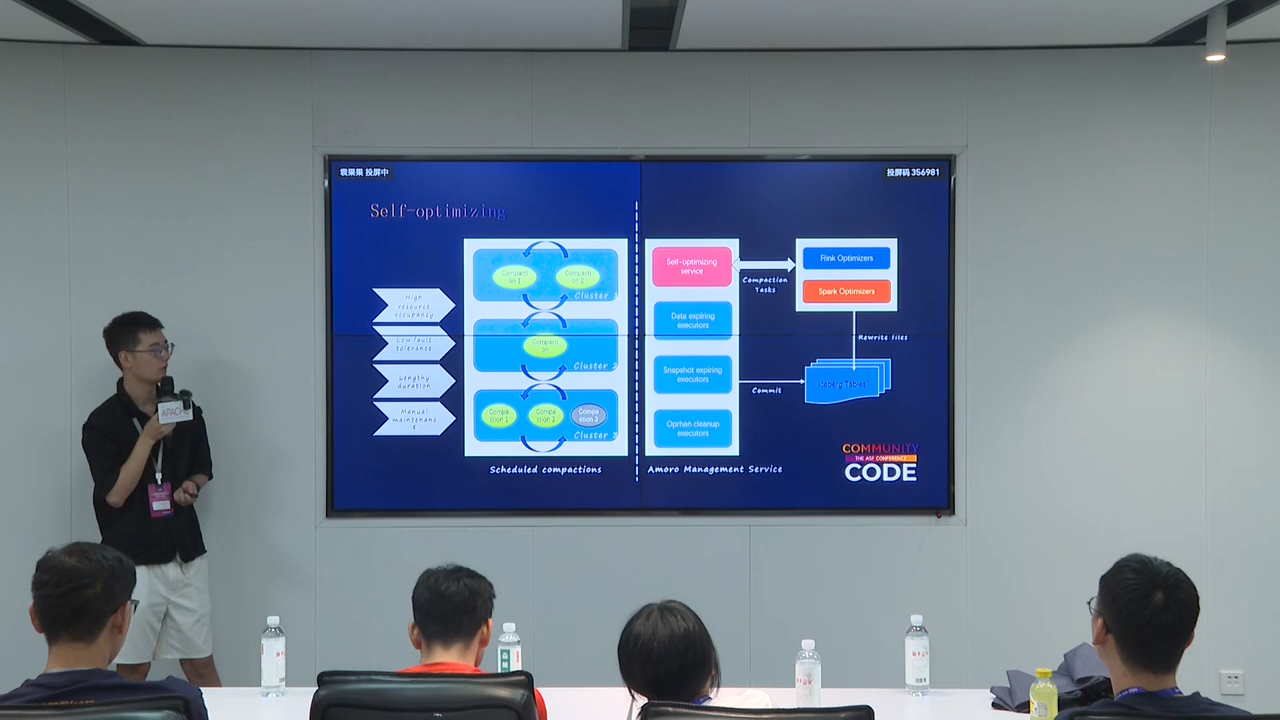 袁果果 投屏中
投屏码 356981
Self-optimizing
High
resource
occupancy
Low fault
tolerance
Lengthy
duration
Manual
maintenanc
e
Compacti
on 1
Compacti
on 2
Cluster 1
Compacti
on
Cluster 2
Compa
ction 1
Compa
ction 2
Compa
ction 3
Cluster 3
Scheduled compactions
Self-optimizing
service
Data expiring
executors
Snapshot expiring
executors
Oprhan cleanup
executors
Amoro Management Service
Compaction
Tasks
Flink Optimizers
Spark Optimizers
Rewrite files
Commit
Iceberg Tables
COMMUNITY
THE ASF CONFERENCE
CODE
APACHE